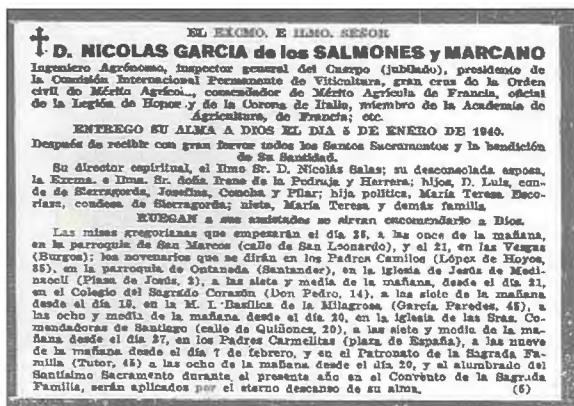 EL EXCMO. E ILMO. SEÑOR
D. NICOLAS GARCIA de los SALMONES y MARCANO
Ingeniero Agrónomo, inspector general del Cuerpo (jubilado), presidente de
la Comisión Internacional Permanente de Viticultura, gran cruz de la Orden
civil de Mérito Agrícol., comendador de Mérito Agrícola de Francia, oficial
de la Legión de Honor y de la Corona de Italia, miembro de la Academia de
Agricultura, de Francia; etc.
ENTREGO SU ALMA A DIOS EL DIA 5 DE ENERO DE 1940.
Después de recibir con gran fervor todos los Santos Sacramentos y la bendición
de Su Santidad.
Su director espiritual, el Ilmo Sr. D. Nicolás Salas; su desconsolada esposa,
la Excma. e Ilma. Sr. doña Irene de la Pedruja y Herrera; hijos, D. Luis, con-
de de Sierragorda, Josefina, Concha y Pilar; hija política, María Teresa Esco-
riaza, condesa de Sierragorda; nieta, María Teresa y demás familia
RUEGAN a sus amistades se sirvan encomendarlo a Dios.
Las misas gregorianas que empezarán el día 25, a las once de la mañana,
en la parroquia de San Marcos (calle de San Leonardo), y el 21, en las Vesgas
(Burgos); los novenarios que se dirán en los Padres Camilos (López de Hoyos,
85), en la parroquia de Ontaneda (Santander), en la iglesia de Jesús de Medi-
naceli (Plaza de Jesús, 2), a las siete y media de la mañana, desde el día 21,
en el Colegio del Sagrado Corazón (Don Pedro, 14), a las siete de la mañana
desde el día 18, en la M. I. Basílica de la Milagrosa, (García Paredes, 45), a
las ocho y media de la mañana desde el día 20, en la iglesia de las Sras. Co-
mendadoras de Santiago (calle de Quiñones, 20), a las siete y media de la ma-
ñana desde el día 27, en los Padres Carmelitas (plaza de España), a las nueve
de la mañana desde el día 7 de febrero, y en el Patronato de la Sagrada Fa-
milia (Tutor, 45) a las ocho de la mañana desde el día 20, y al alumbrado del
Santísimo Sacramento durante el presente año en el Convento de la Sagrada
Familia, serán aplicados por el eterno descanso de su alma. (5)